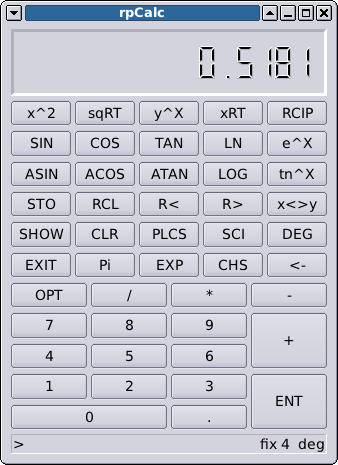 rpCalc
0.5181
x^2 sqRT y^X xRT RCIP
SIN COS TAN LN e^X
ASIN ACOS ATAN LOG tn^X
STO RCL R< R> x<>y
SHOW CLR PLCS SCI DEG
EXIT Pi EXP CHS <-
OPT / * -
7 8 9 +
4 5 6
1 2 3 ENT
0 .
> fix 4 deg